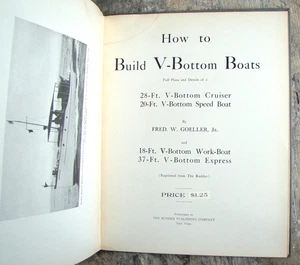 How to
Build V-Bottom Boats
Full Plans and Details of a
28-Ft. V-Bottom Cruiser
20-Ft. V-Bottom Speed Boat
By
FRED. W. GOELLER, Jr.
and
18-Ft. V-Bottom Work-Boat
37-Ft. V-Bottom Express
(Reprinted from The Rudder)
PRICE $1.25
THE RUDDER PUBLISHING COMPANY
New York